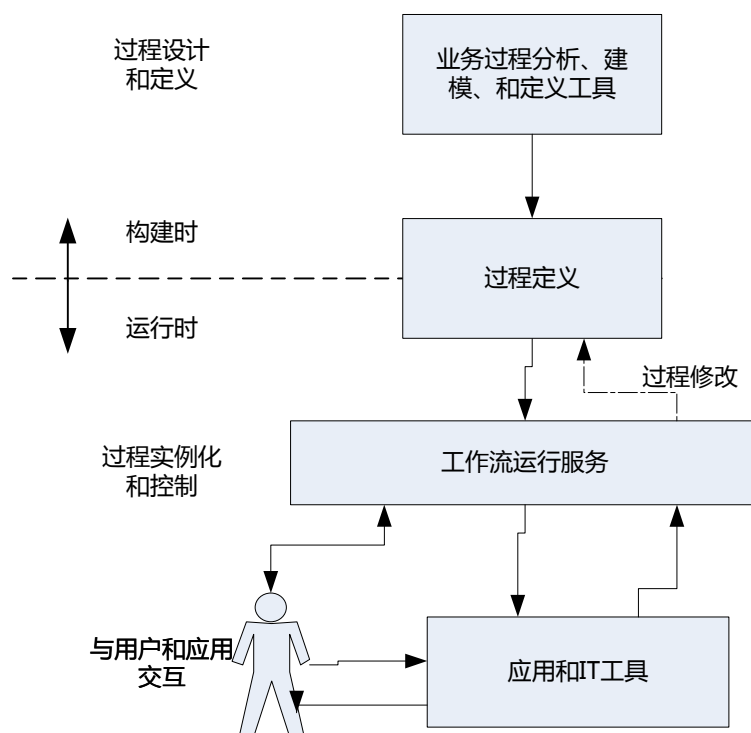 过程设计
和定义
业务过程分析、建
模、和定义工具
构建时
过程定义
运行时
过程修改
过程实例化
和控制
工作流运行服务
与用户和应用
交互
应用和IT工具